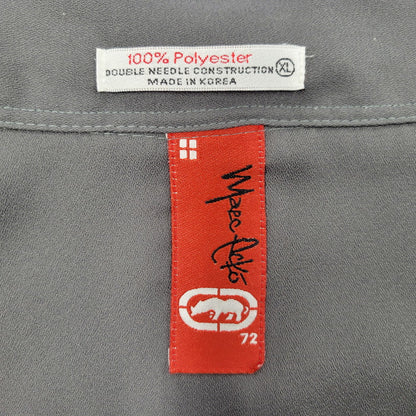 100% Polyester
DOUBLE NEEDLE CONSTRUCTION XL
MADE IN KOREA
Marc Ecko
72